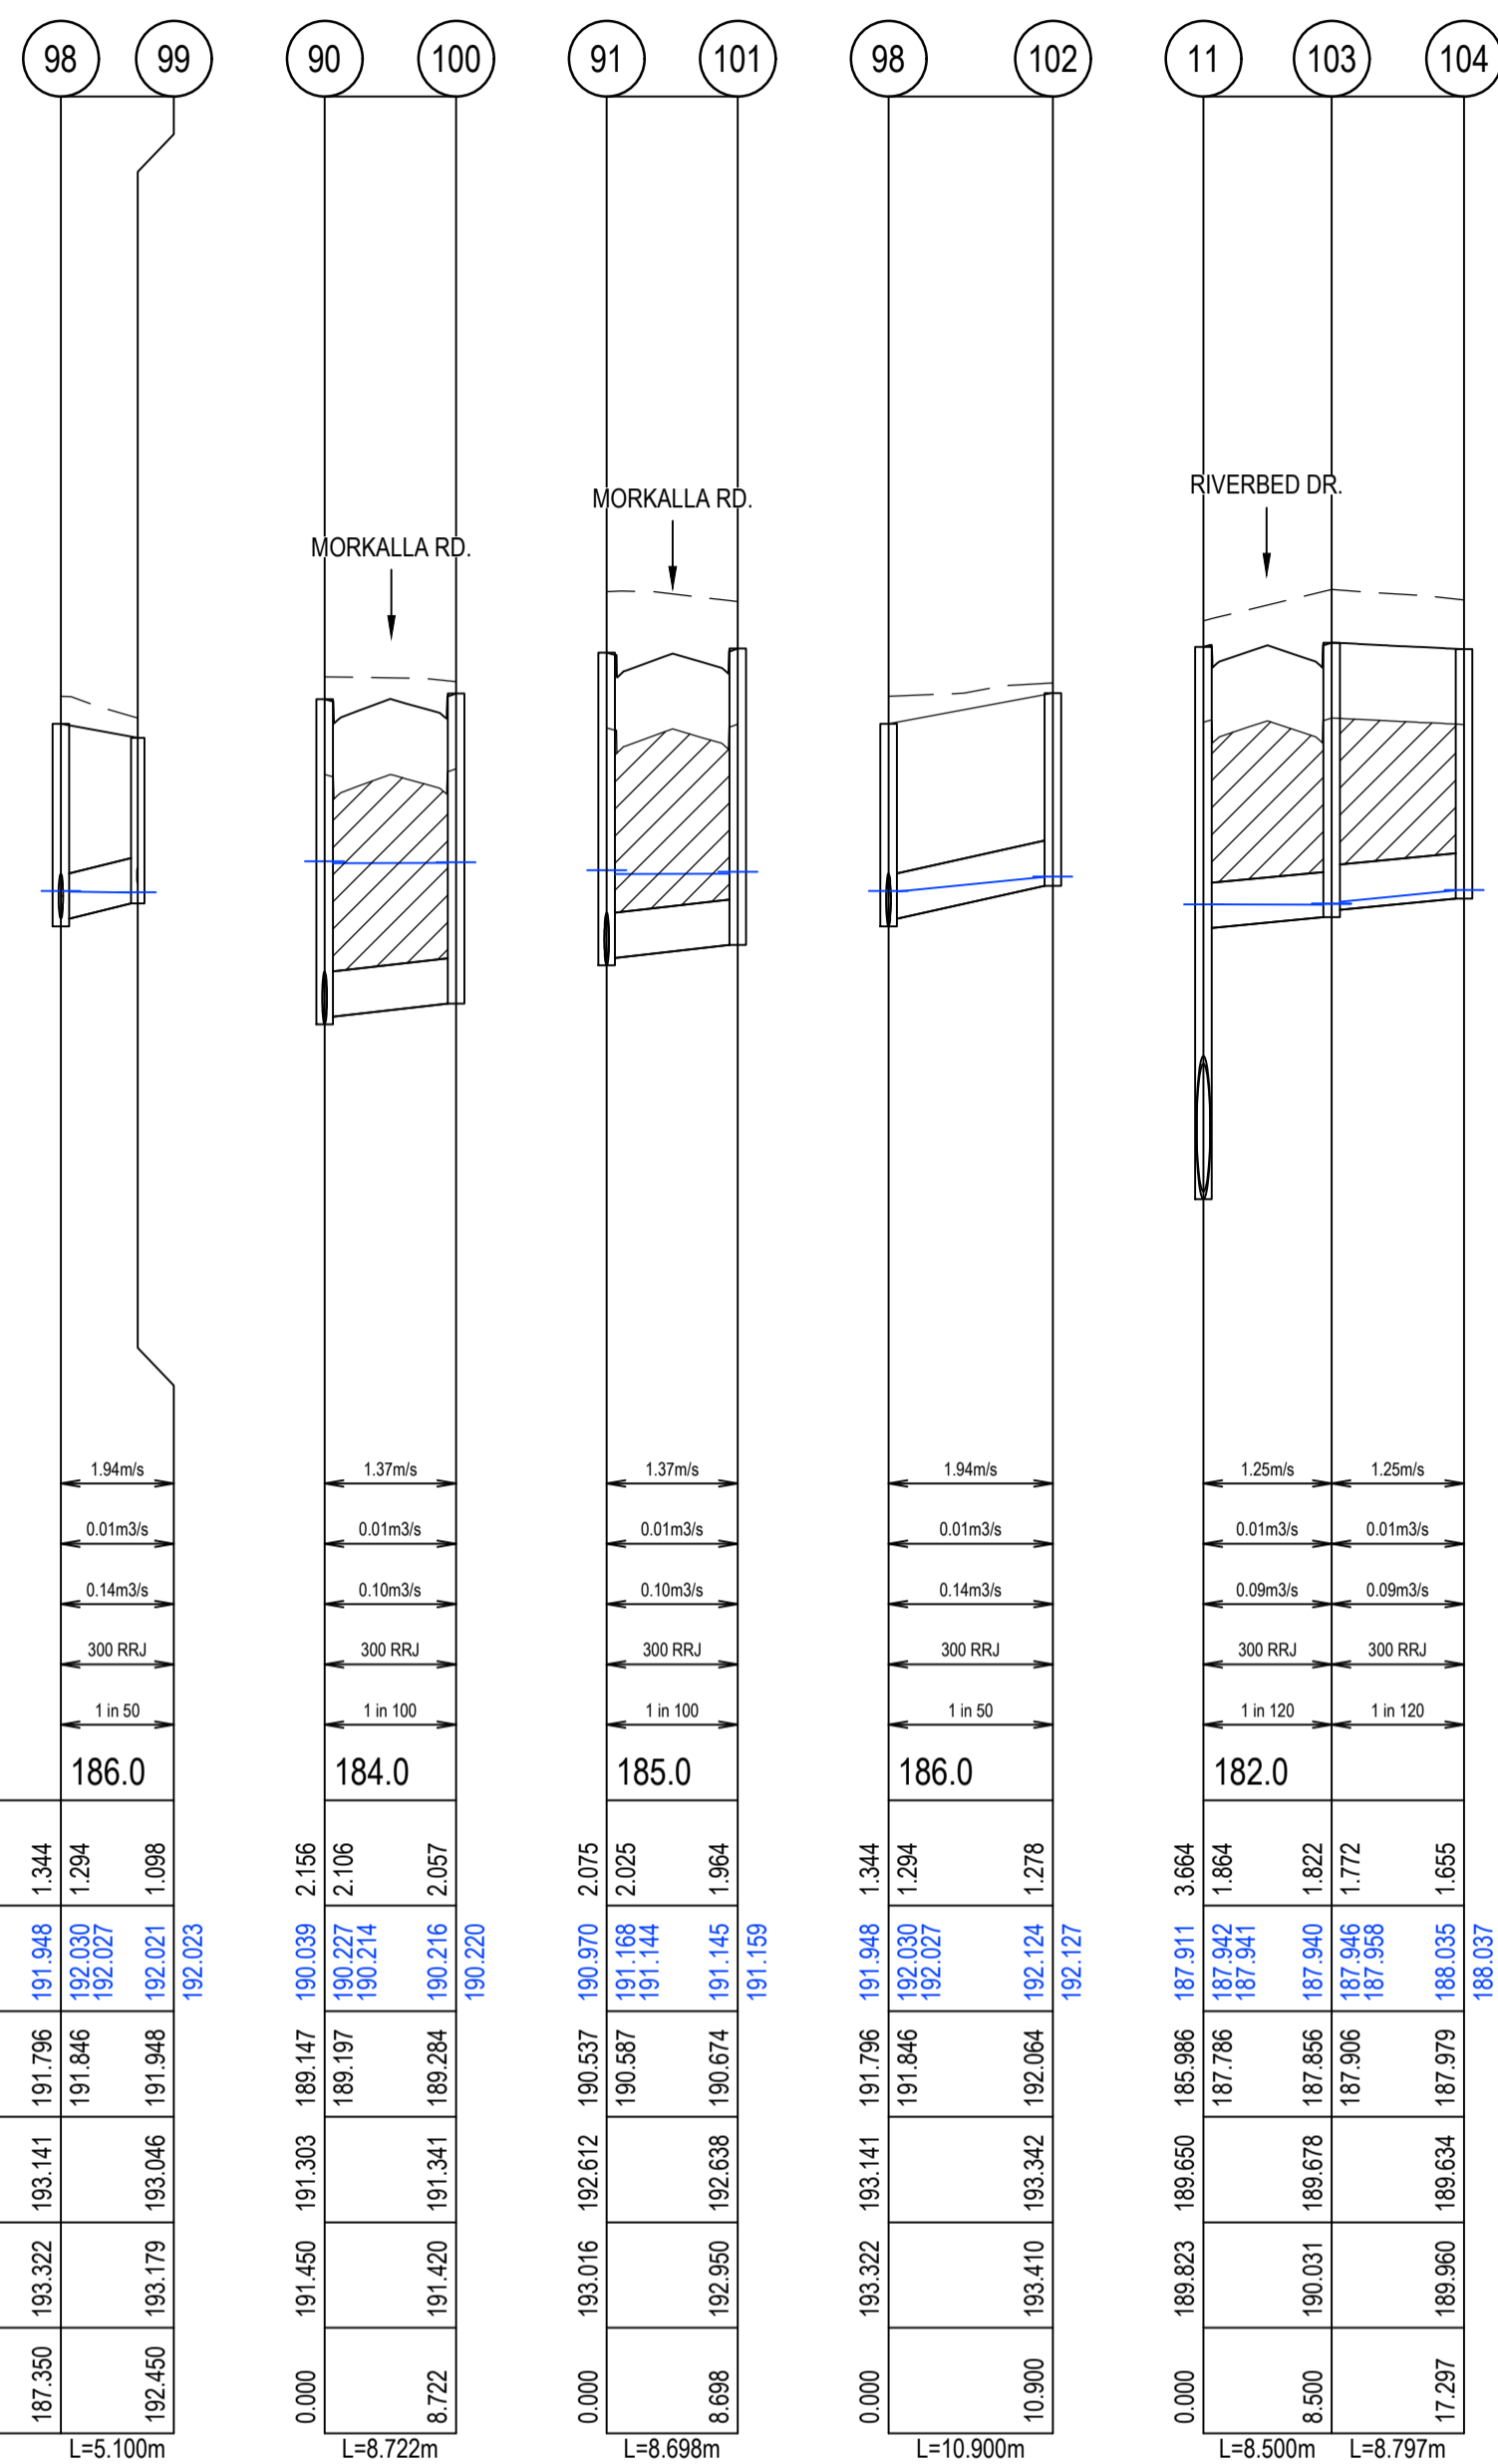 98 99 90 100 91 101 98 102 11 103 104
RIVERBED DR.
MORKALLA RD.
MORKALLA RD.
1.94m/s 1.37m/s 1.37m/s 1.94m/s 1.25m/s 1.25m/s
0.01m3/s 0.01m3/s 0.01m3/s 0.01m3/s 0.01m3/s 0.01m3/s
0.14m3/s 0.10m3/s 0.10m3/s 0.14m3/s 0.09m3/s 0.09m3/s
300 RRJ 300 RRJ 300 RRJ 300 RRJ 300 RRJ 300 RRJ
1 in 50 1 in 100 1 in 100 1 in 50 1 in 120 1 in 120
186.0 184.0 185.0 186.0 182.0
1.344 1.294 1.098 2.156 2.106 2.057 2.075 2.025 1.964 1.344 1.294 1.278 3.664 1.864 1.822 1.772 1.655
191.948 192.030 192.027 192.021 192.023 190.039 190.227 190.214 190.216 190.220 190.970 191.168 191.144 191.145 191.159 191.948 192.030 192.027 192.124 192.127 187.911 187.942 187.941 187.940 187.946 187.958 188.035 188.037
191.796 191.846 191.948 189.147 189.197 189.284 190.537 190.587 190.674 191.796 191.846 192.064 185.986 187.786 187.856 187.906 187.979
193.141 193.046 191.303 191.341 192.612 192.638 193.141 193.342 189.650 189.678 189.634
193.322 193.179 191.450 191.420 193.016 192.950 193.322 193.410 189.823 190.031 189.960
187.350 192.450 0.000 8.722 0.000 8.698 0.000 10.900 0.000 8.500 17.297
L=5.100m L=8.722m L=8.698m L=10.900m L=8.500m L=8.797m